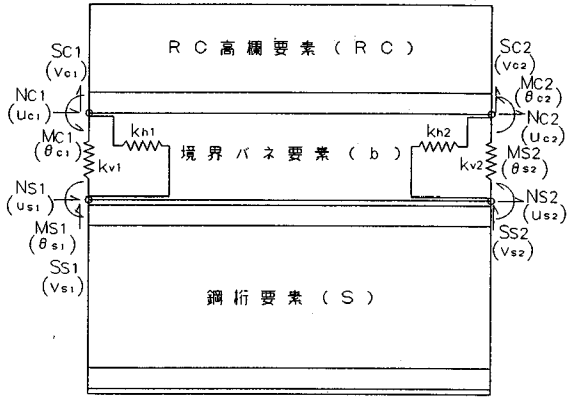 RC高欄要素(RC)
SC1
(Vc1)
NC1
(uc1)
MC1
(θc1)
kv1
kh1
境界バネ要素(b)
kh2
kv2
SC2
(Vc2)
MC2
(θc2)
NC2
(uc2)
MS2
(θs2)
NS1
(us1)
MS1
(θs1)
SS1
(Vs1)
NS2
(us2)
SS2
(Vs2)
鋼桁要素(S)